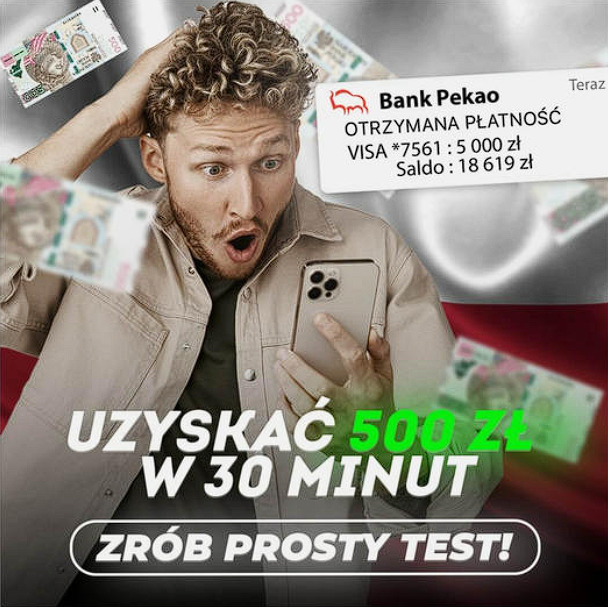 Teraz
Bank Pekao
OTRZYMANA PŁATNOŚĆ
VISA *7561 : 5 000 zł
Saldo : 18 619 zł
UZYSKAĆ 500 ZŁ
W 30 MINUT
ZRÓB PROSTY TEST!